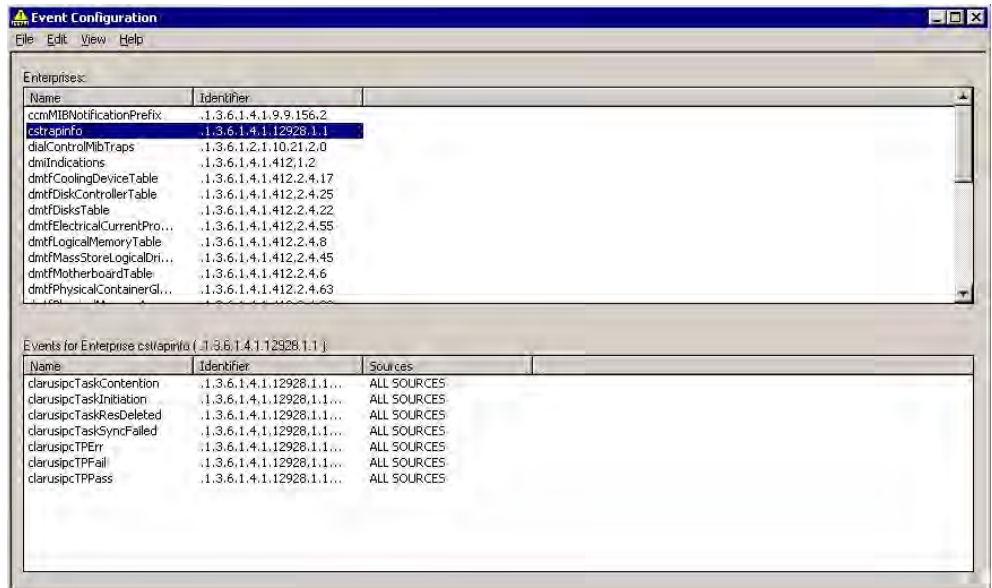 Event Configuration
File Edit View Help
Enterprises:
Name Identifier
ccmMIBNotificationPrefix .1.3.6.1.4.1.9.9.156.2
cstrapinfo .1.3.6.1.4.1.12928.1.1
dialControlMibTraps .1.3.6.1.2.1.10.21.2.0
dmiIndications .1.3.6.1.4.1.412.1.2
dmtfCoolingDeviceTable .1.3.6.1.4.1.412.2.4.17
dmtfDiskControllerTable .1.3.6.1.4.1.412.2.4.25
dmtfDisksTable .1.3.6.1.4.1.412.2.4.22
dmtfElectricalCurrentPro... .1.3.6.1.4.1.412.2.4.55
dmtfLogicalMemoryTable .1.3.6.1.4.1.412.2.4.8
dmtfMassStoreLogicalDri... .1.3.6.1.4.1.412.2.4.45
dmtfMotherboardTable .1.3.6.1.4.1.412.2.4.6
dmtfPhysicalContainerGl... .1.3.6.1.4.1.412.2.4.63
Events for Enterprise cstrapinfo ( .1.3.6.1.4.1.12928.1.1 )
Name Identifier Sources
clarusipcTaskContention .1.3.6.1.4.1.12928.1.1... ALL SOURCES
clarusipcTaskInitiation .1.3.6.1.4.1.12928.1.1... ALL SOURCES
clarusipcTaskResDeleted .1.3.6.1.4.1.12928.1.1... ALL SOURCES
clarusipcTaskSyncFailed .1.3.6.1.4.1.12928.1.1... ALL SOURCES
clarusipcTPErr .1.3.6.1.4.1.12928.1.1... ALL SOURCES
clarusipcTPFail .1.3.6.1.4.1.12928.1.1... ALL SOURCES
clarusipcTPPass .1.3.6.1.4.1.12928.1.1... ALL SOURCES